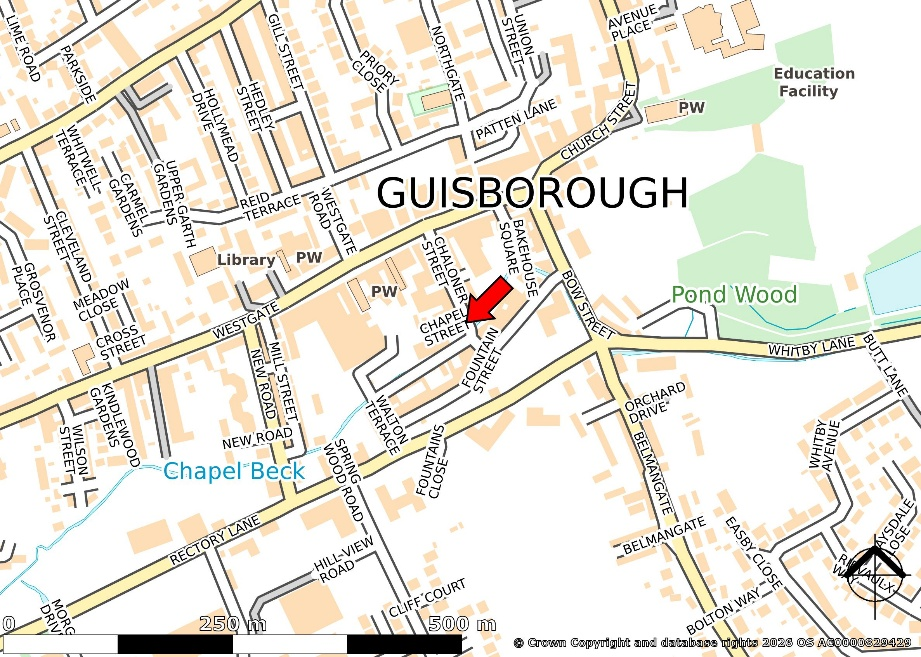 LIME ROAD
PARKSIDE
GILL STREET
PRIORY
CLOSE
NORTHGATE
UNION
STREET
AVENUE
PLACE
Education
Facility
PW
HOLLYMEAD
DRIVE
HEDLEY
STREET
PATTEN LANE
CHURCH STREET
WHITWELL
TERRACE
CARMEL
GARDENS
UPPER GARTH
GARDENS
REID
TERRACE
WESTGATE
ROAD
GUISBOROUGH
CLEVELAND
STREET
GROSVENOR
PLACE
Library
PW
PW
CHALONER
STREET
BAKEHOUSE
SQUARE
BOW STREET
Pond Wood
MEADOW
CLOSE
CROSS
STREET
WESTGATE
CHAPEL
STREET
FOUNTAIN
STREET
WHITBY LANE
BUTT LANE
NEW ROAD
MILL STREET
KINDLEWOOD
GARDENS
WILSON
STREET
NEW ROAD
WALTON
TERRACE
ORCHARD
DRIVE
WHITBY
AVENUE
Chapel Beck
SPRING
WOOD ROAD
FOUNTAINS
CLOSE
BELMANGATE
RECTORY LANE
BELMANGATE
EASBY CLOSE
HILL-VIEW
ROAD
CLIFF COURT
BOLTON WAY
0
250 m
500 m
© Crown Copyright and database rights 2026 OS AC0000829429